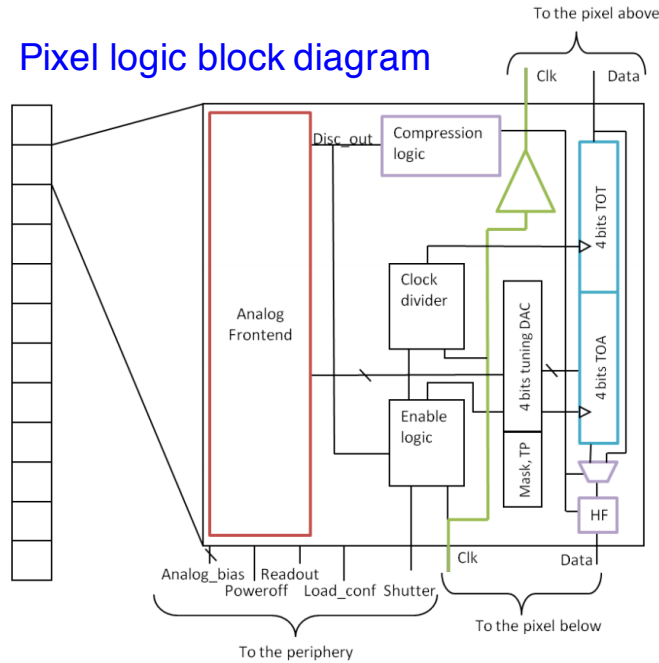 To the pixel above
Pixel logic block diagram
Clk
Data
Disc_out
Compression
logic
4 bits TOT
Clock
divider
Analog
Frontend
4 bits tuning DAC
4 bits TOA
Enable
logic
Mask, TP
HF
Clk
Data
Analog_bias
Readout
Poweroff
Load_conf
Shutter
To the pixel below
To the periphery